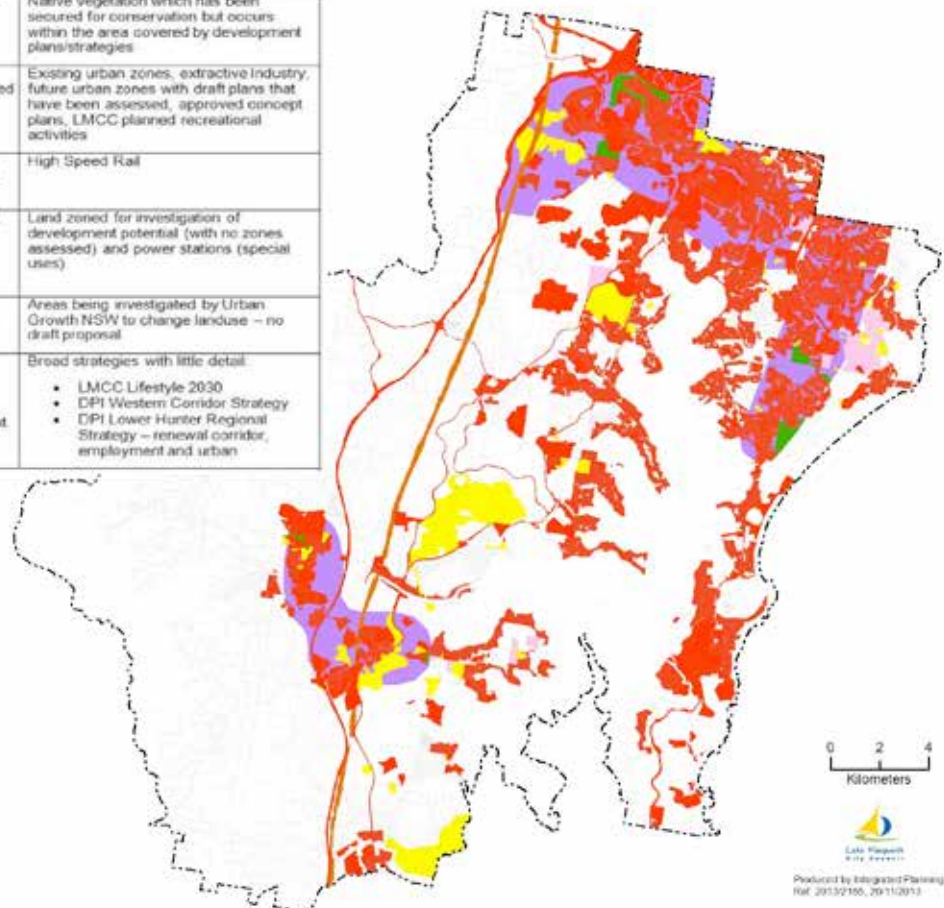 Native vegetation which has been
secured for conservation but occurs
within the area covered by development
plans/strategies
Existing urban zones, extractive Industry,
ed future urban zones with draft plans that
have been assessed, approved concept
plans, LMCC planned recreational
activities
High Speed Rail
Land zoned for investigation of
development potential (with no zones
assessed) and power stations (special
uses)
Areas being investigated by Urban
Growth NSW to change landuse – no
draft proposal
Broad strategies with little detail:
• LMCC Lifestyle 2030
• DPI Western Corridor Strategy
• DPI Lower Hunter Regional
Strategy – renewal corridor,
employment and urban
0 2 4
Kilometers
Lake Macquarie
City Council
Produced by Integrated Planning
Ref: 2013/2186, 20/11/2013